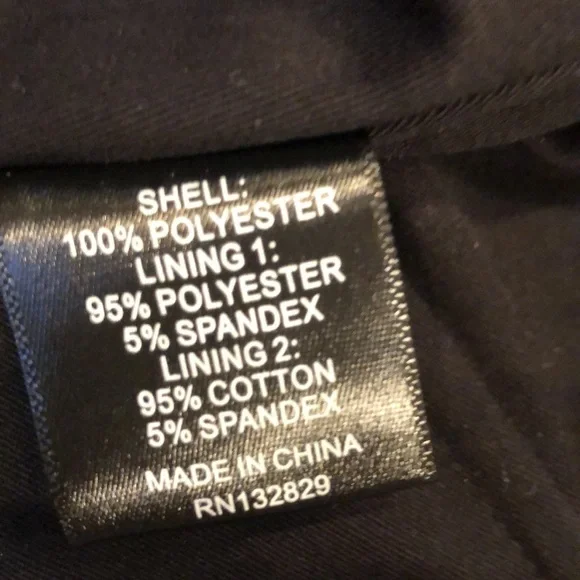 SHELL:
100% POLYESTER
LINING 1:
95% POLYESTER
5% SPANDEX
LINING 2:
95% COTTON
5% SPANDEX
MADE IN CHINA
RN132829